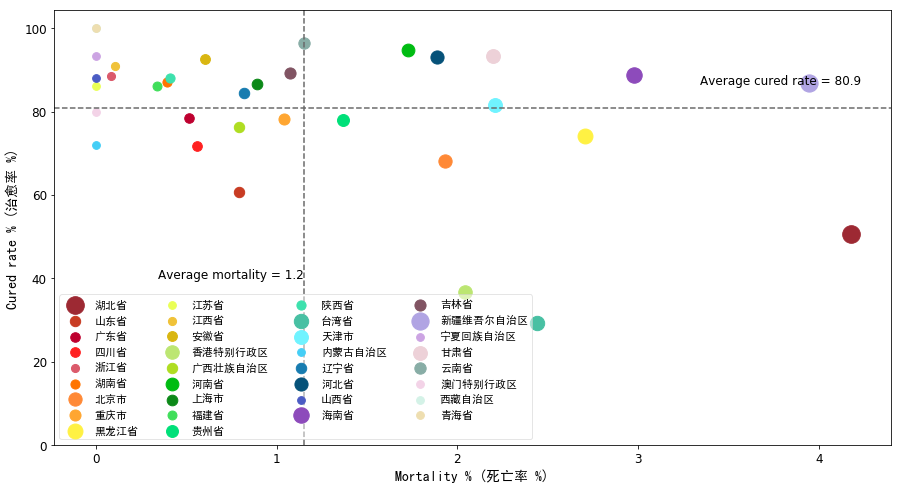 100
80
60
40
20
0
Cured rate % (治愈率 %)
Average cured rate = 80.9
Average mortality = 1.2
湖北省
山东省
广东省
四川省
浙江省
湖南省
北京市
重庆市
黑龙江省
江苏省
江西省
安徽省
香港特别行政区
广西壮族自治区
河南省
上海市
福建省
贵州省
陕西省
台湾省
天津市
内蒙古自治区
辽宁省
河北省
山西省
海南省
吉林省
新疆维吾尔自治区
宁夏回族自治区
甘肃省
云南省
澳门特别行政区
西藏自治区
青海省
0 1 2 3 4
Mortality % (死亡率 %)